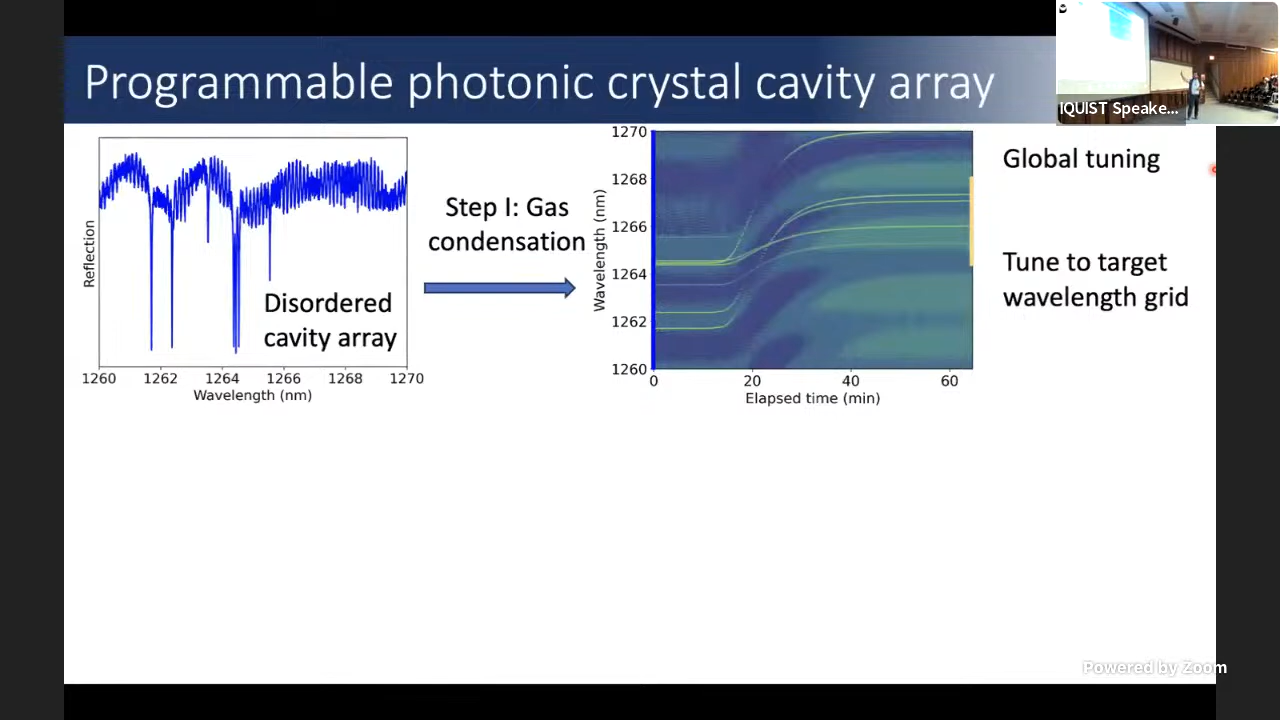 Programmable photonic crystal cavity array
IQUIST Speake...
Reflection
Disordered
cavity array
1260 1262 1264 1266 1268 1270
Wavelength (nm)
Step I: Gas
condensation
Wavelength (nm)
1270
1268
1266
1264
1262
1260
0 20 40 60
Elapsed time (min)
Global tuning
Tune to target
wavelength grid
Powered by Zoom